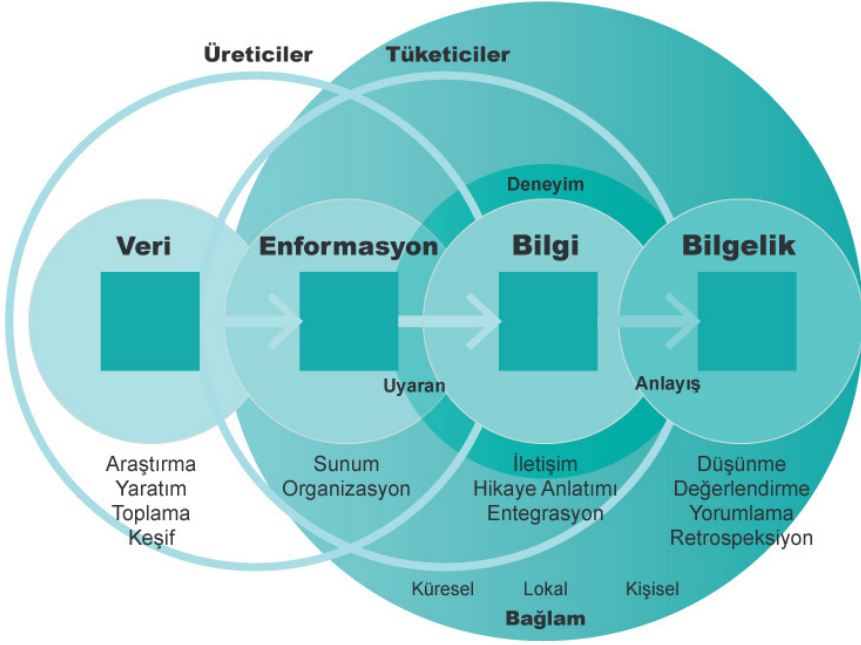 Üreticiler
Tüketiciler
Deneyim
Veri
Enformasyon
Bilgi
Bilgelik
Uyaran
Anlayış
Araştırma
Yaratım
Toplama
Keşif
Sunum
Organizasyon
İletişim
Hikaye Anlatımı
Entegrasyon
Düşünme
Değerlendirme
Yorumlama
Retrospeksiyon
Küresel
Lokal
Kişisel
Bağlam